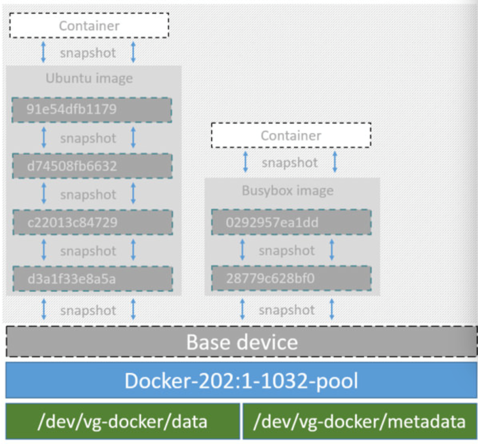 Container
snapshot
Ubuntu image
91e54dfb1179
snapshot
d74508fb6632
snapshot
c22013c84729
snapshot
d3a1f33e8a5a
snapshot
Container
snapshot
Busybox image
0292957ea1dd
snapshot
28779c628bf0
snapshot
Base device
Docker-202:1-1032-pool
/dev/vg-docker/data
/dev/vg-docker/metadata